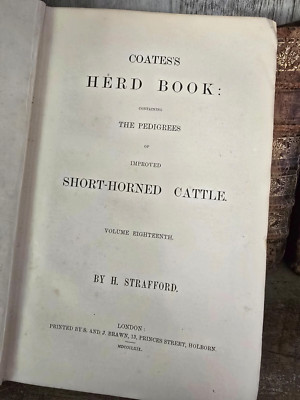 COATES'S
HERD BOOK:
CONTAINING
THE PEDIGREES
OF
IMPROVED
SHORT-HORNED CATTLE.
VOLUME EIGHTEENTH.
BY H. STRAFFORD.
LONDON:
PRINTED BY R. AND J. BRAWN, 13, PRINCES STREET, HOLBORN.
MDCCCLXIX.